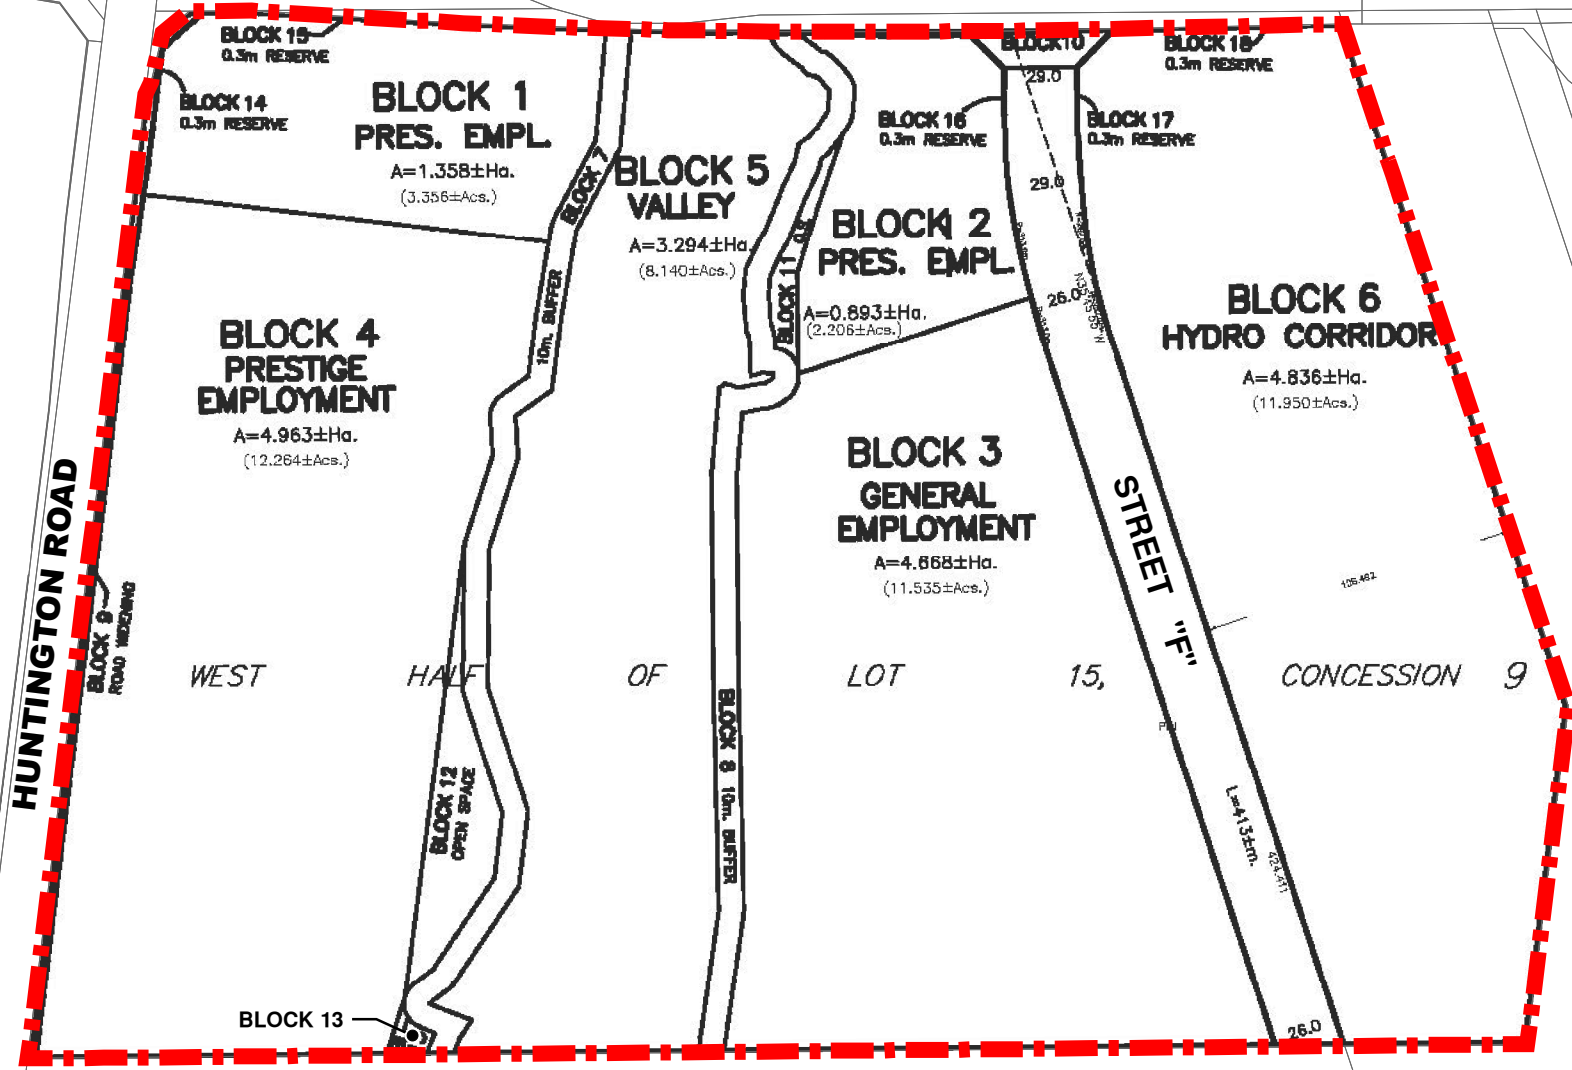 BLOCK 15
0.3m RESERVE
BLOCK 14
0.3m RESERVE
BLOCK 1
PRES. EMPL.
A=1.358±Ha.
(3.356±Acs.)
BLOCK 7
10m. BUFFER
BLOCK 5
VALLEY
A=3.294±Ha.
(8.140±Acs.)
BLOCK 11
BLOCK 2
PRES. EMPL.
A=0.893±Ha.
(2.206±Acs.)
BLOCK 16
0.3m RESERVE
BLOCK10
29.0
BLOCK 17
0.3m RESERVE
BLOCK 18
0.3m RESERVE
29.0
26.0
BLOCK 6
HYDRO CORRIDOR
A=4.836±Ha.
(11.950±Acs.)
BLOCK 4
PRESTIGE
EMPLOYMENT
A=4.963±Ha.
(12.264±Acs.)
BLOCK 3
GENERAL
EMPLOYMENT
A=4.668±Ha.
(11.535±Acs.)
STREET "F"
HUNTINGTON ROAD
BLOCK 9
ROAD WIDENING
WEST HALF OF LOT 15, CONCESSION 9
BLOCK 12
OPEN SPACE
BLOCK 8 10m. BUFFER
L=413±m.
424.411
BLOCK 13
26.0